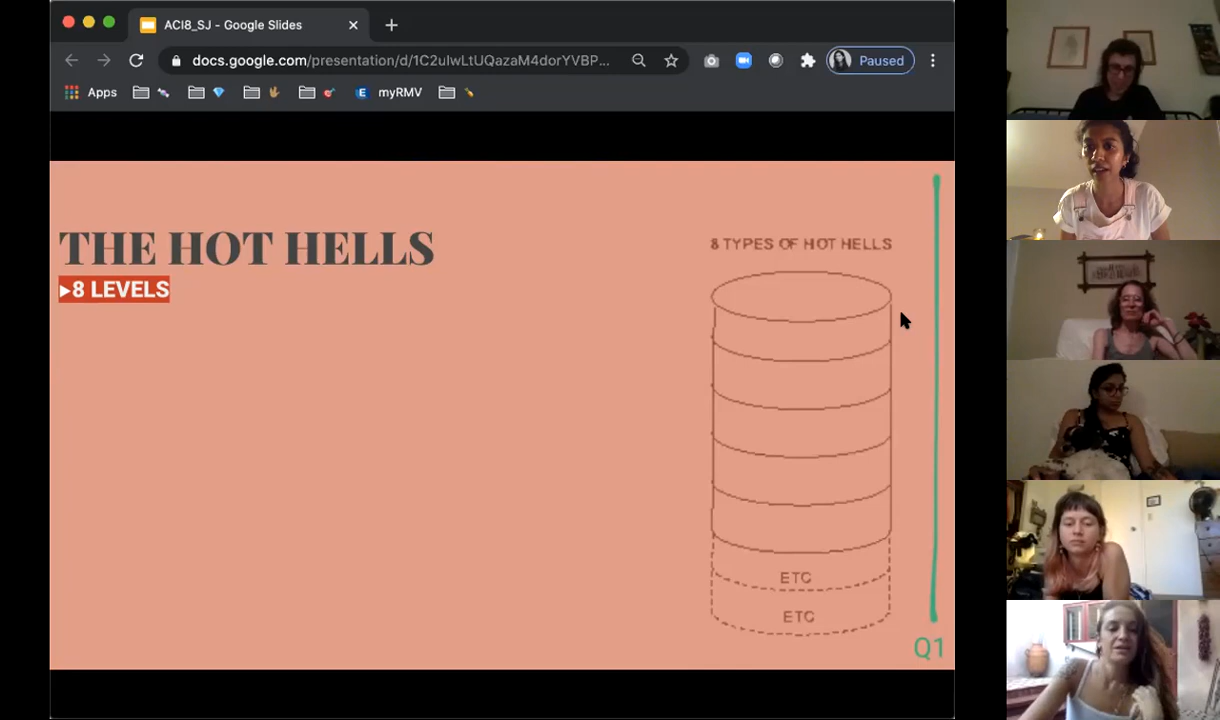 ACI8_SJ - Google Slides
docs.google.com/presentation/d/1C2ulwLtUQazaM4dorYVBP...
Paused
Apps
E
myRMV
THE HOT HELLS
▸8 LEVELS
8 TYPES OF HOT HELLS
ETC
ETC
Q1